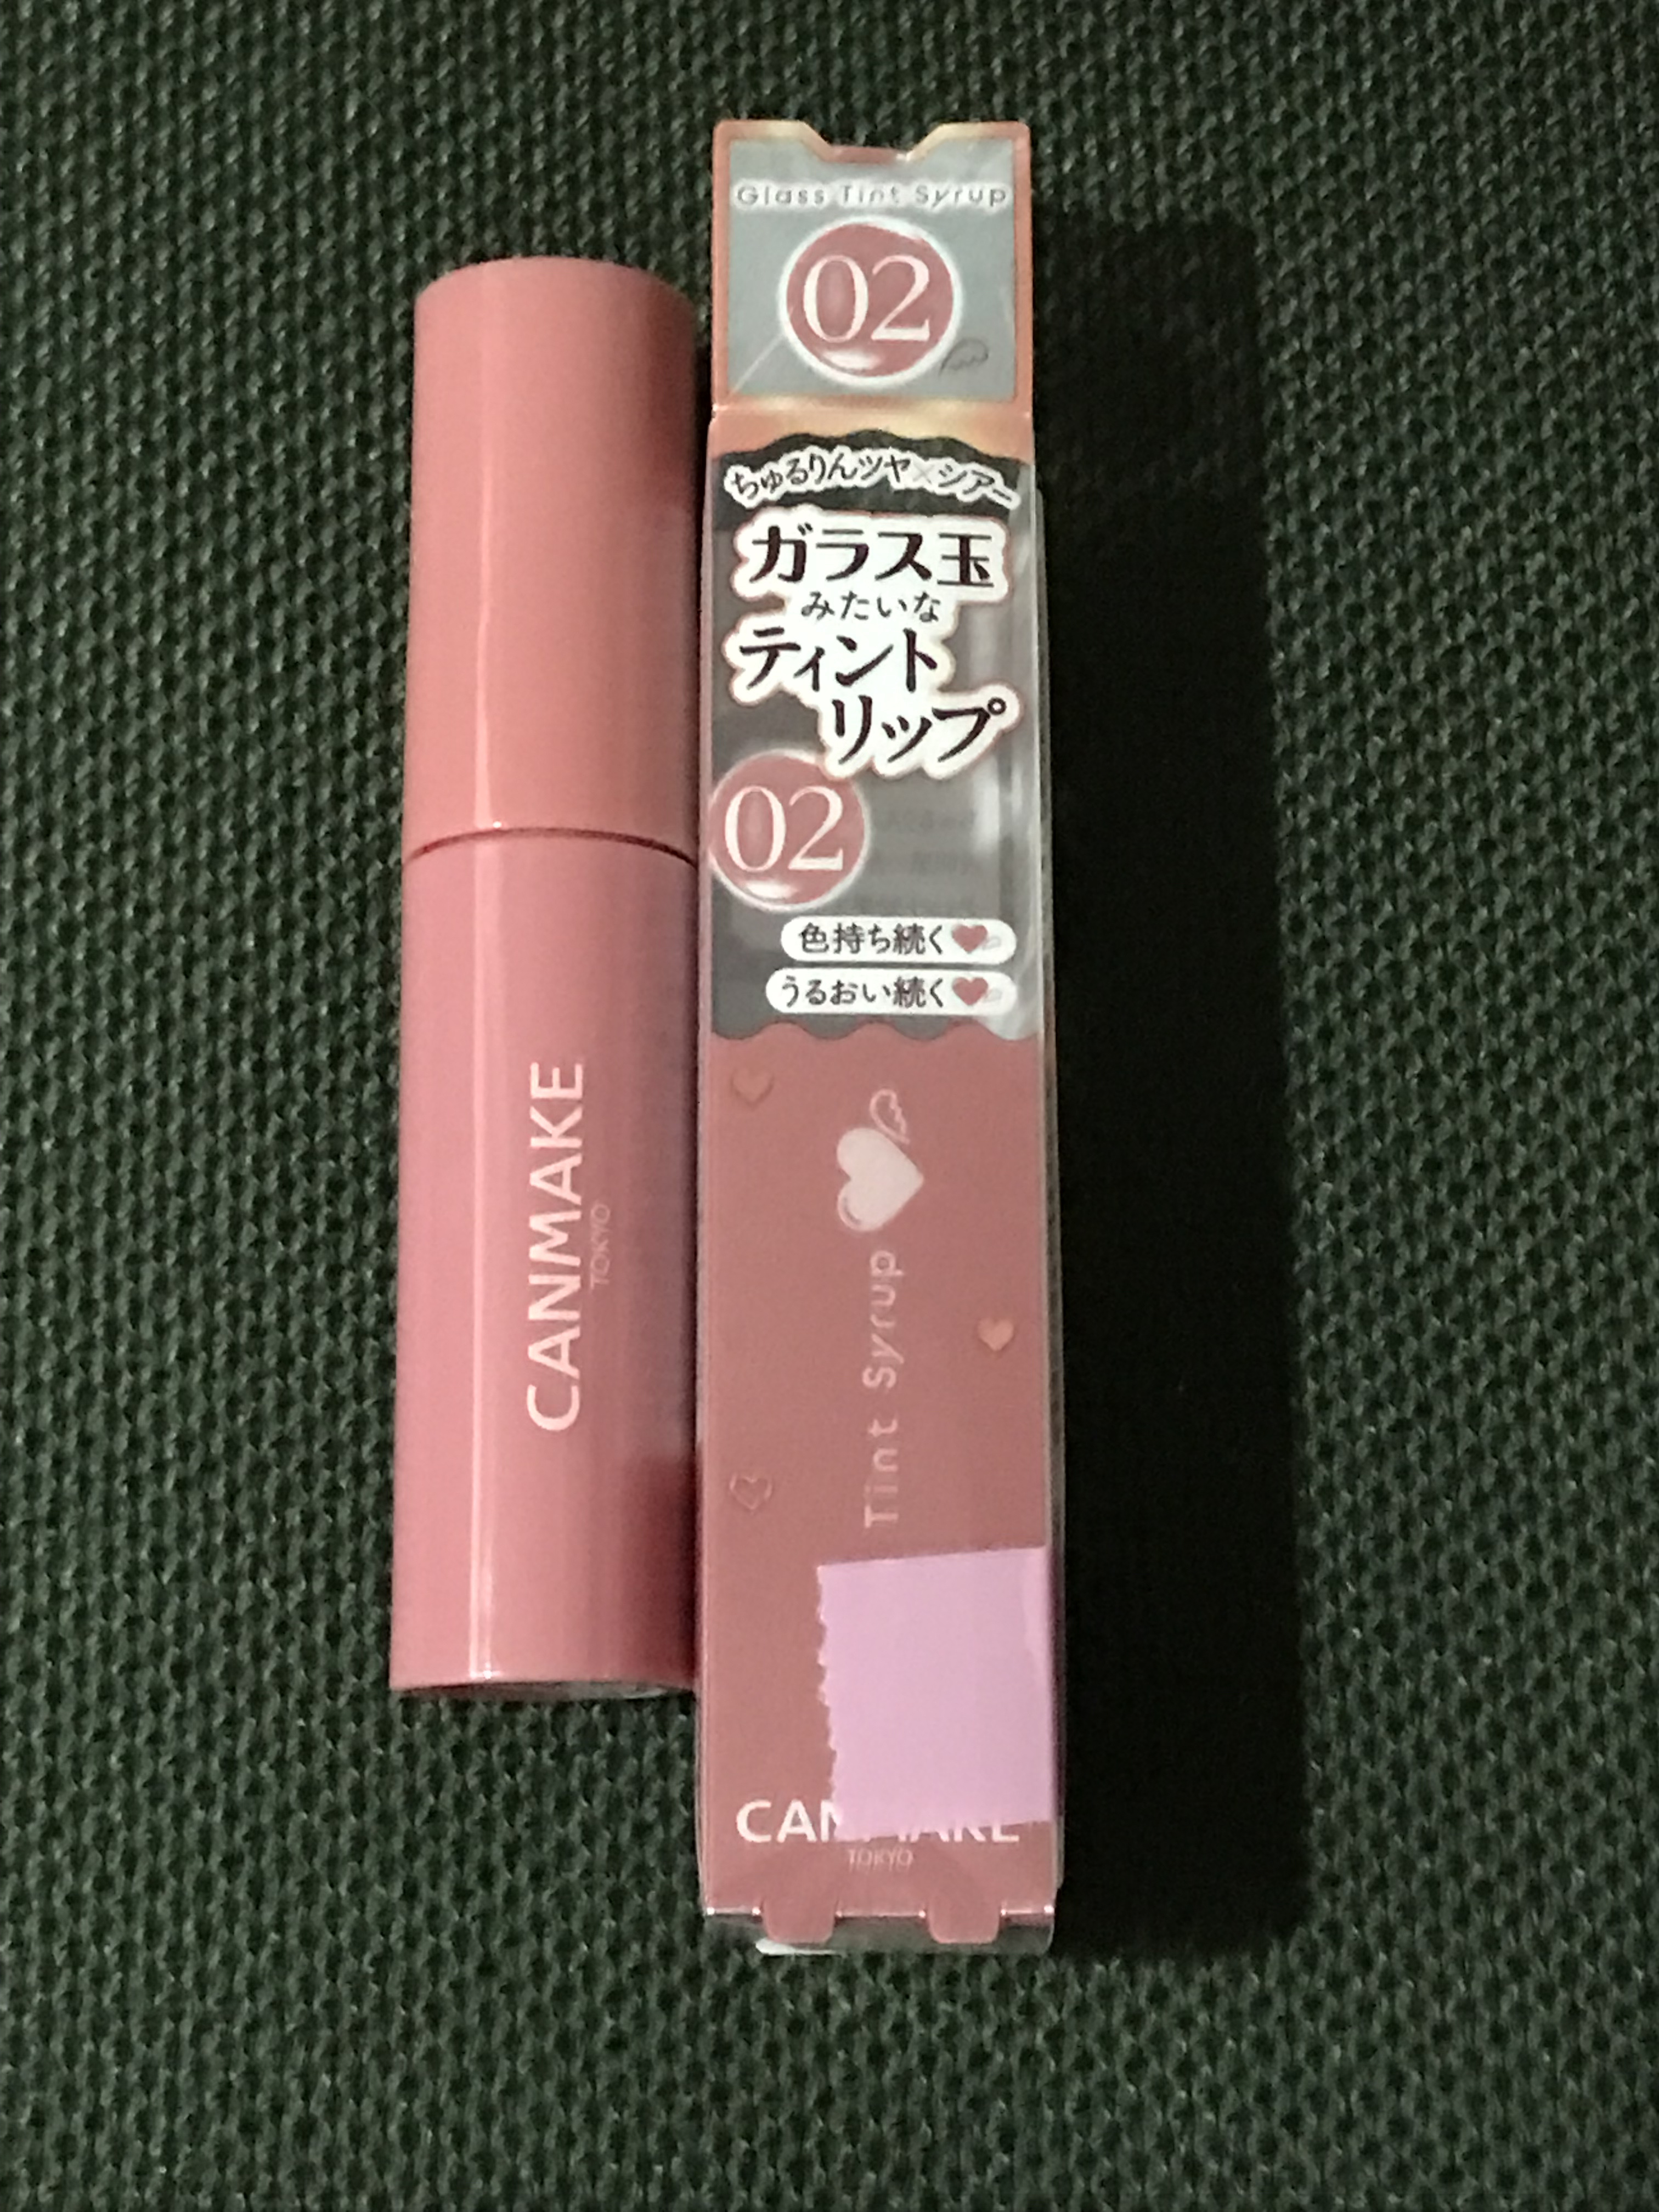 CANMAKE
TOKYO
Glass Tint Syrup
02
ちゅるりんツヤ×シアー
ガラス玉
みたいな
ティント
リップ
02
色持ち続く
うるおい続く
Tint Syrup
TOKYO